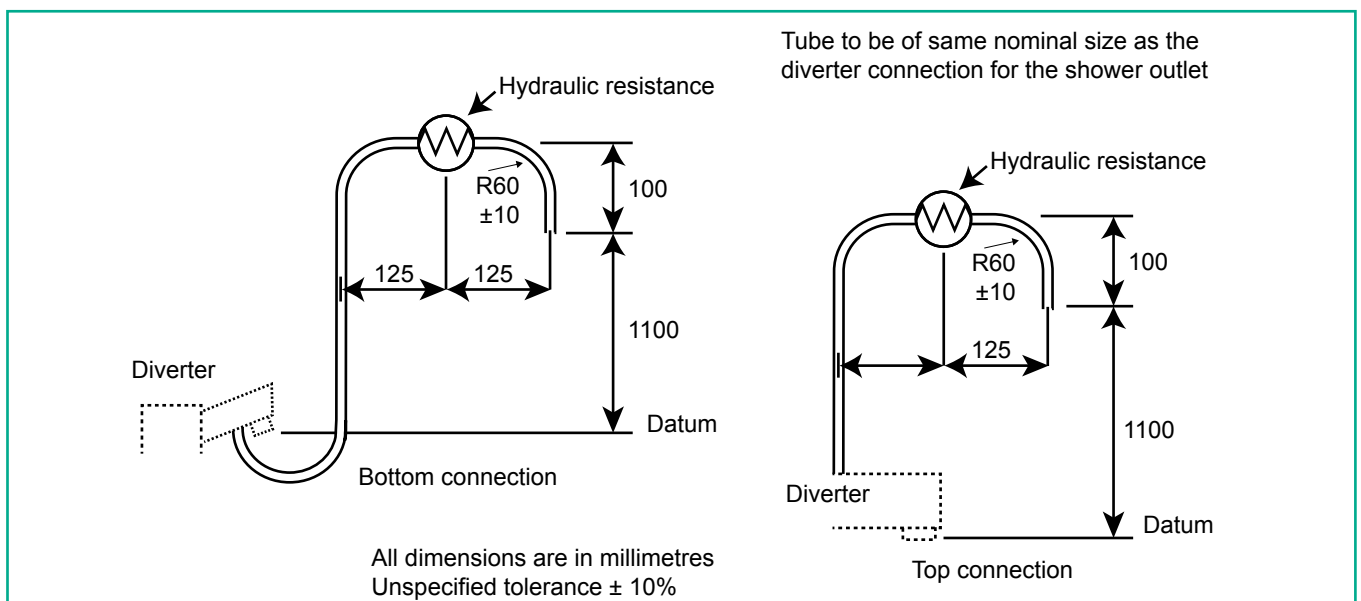 Tube to be of same nominal size as the
diverter connection for the shower outlet
Hydraulic resistance
R60
±10
100
125
125
1100
Diverter
Datum
Bottom connection
Hydraulic resistance
R60
±10
100
125
1100
Diverter
Datum
Top connection
All dimensions are in millimetres
Unspecified tolerance ± 10%